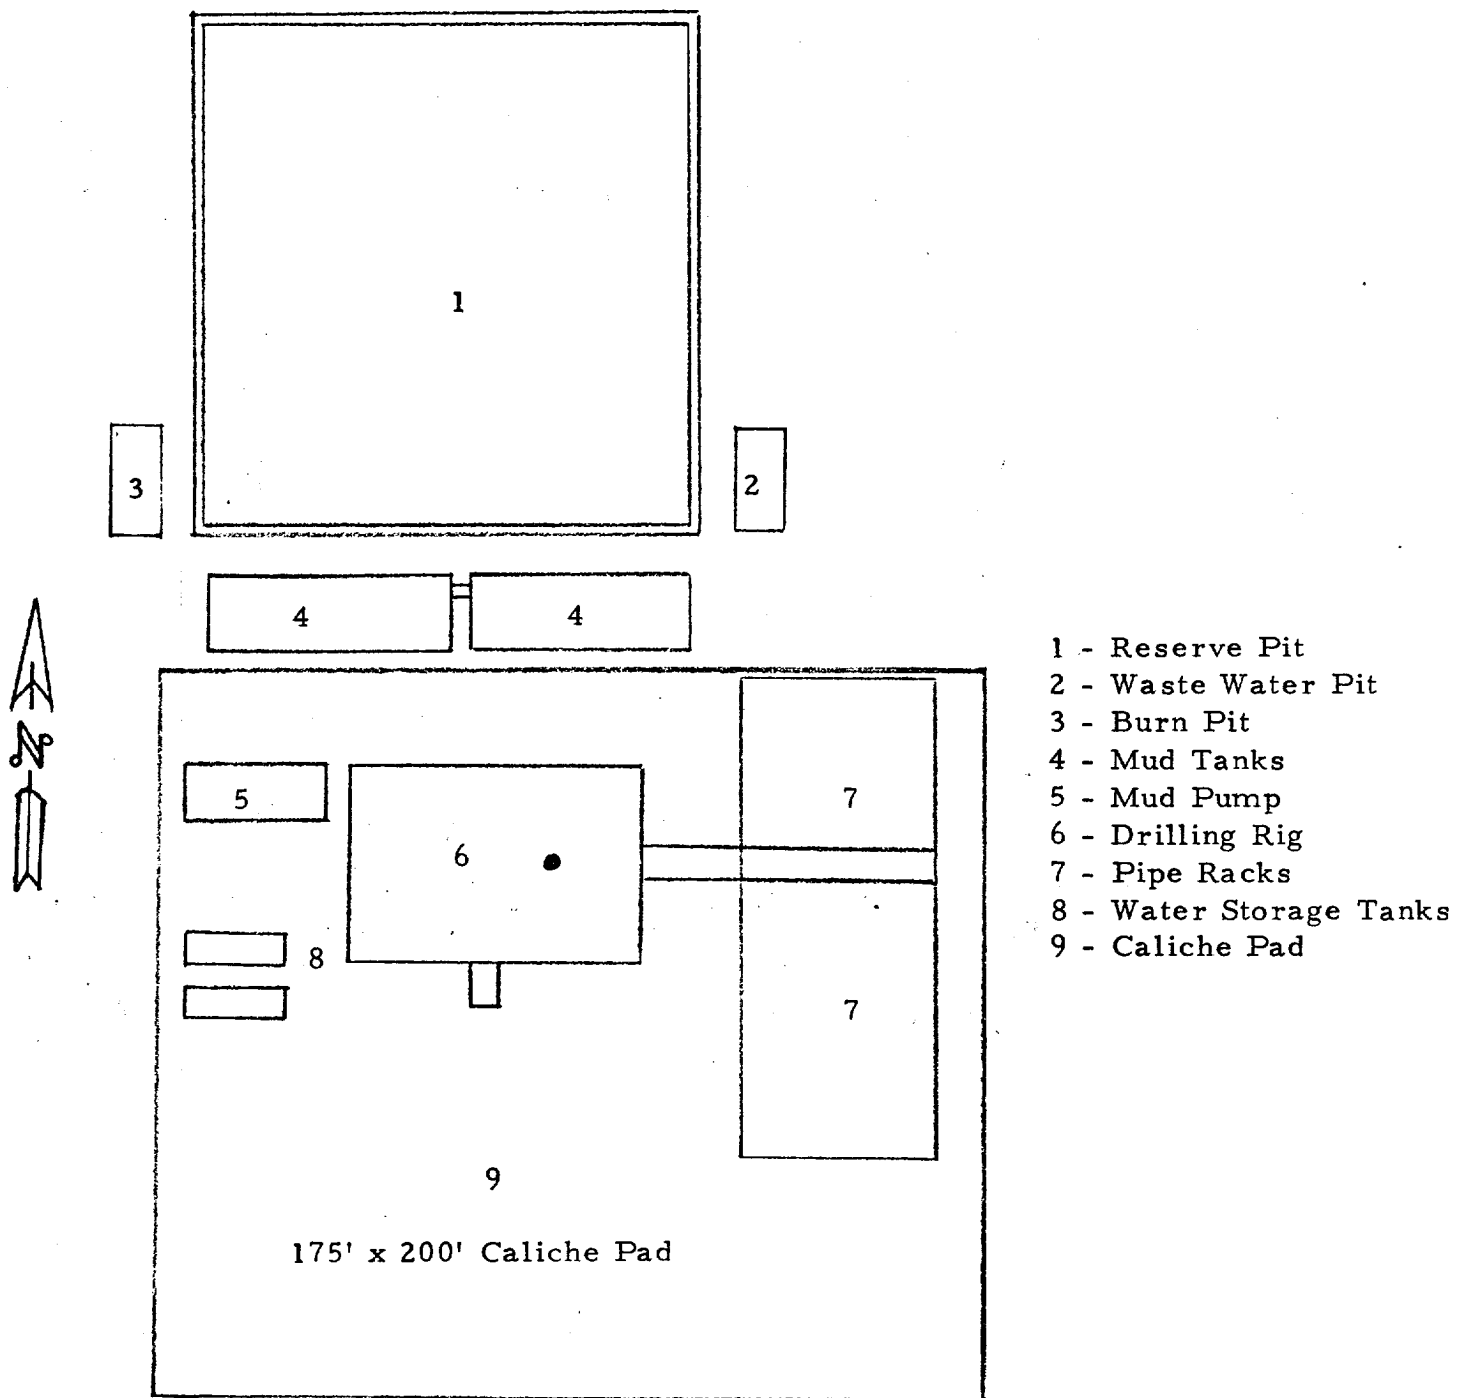 1
3
2
4 4
N
5
6
7
8
7
9
175' x 200' Caliche Pad
1 - Reserve Pit
2 - Waste Water Pit
3 - Burn Pit
4 - Mud Tanks
5 - Mud Pump
6 - Drilling Rig
7 - Pipe Racks
8 - Water Storage Tanks
9 - Caliche Pad